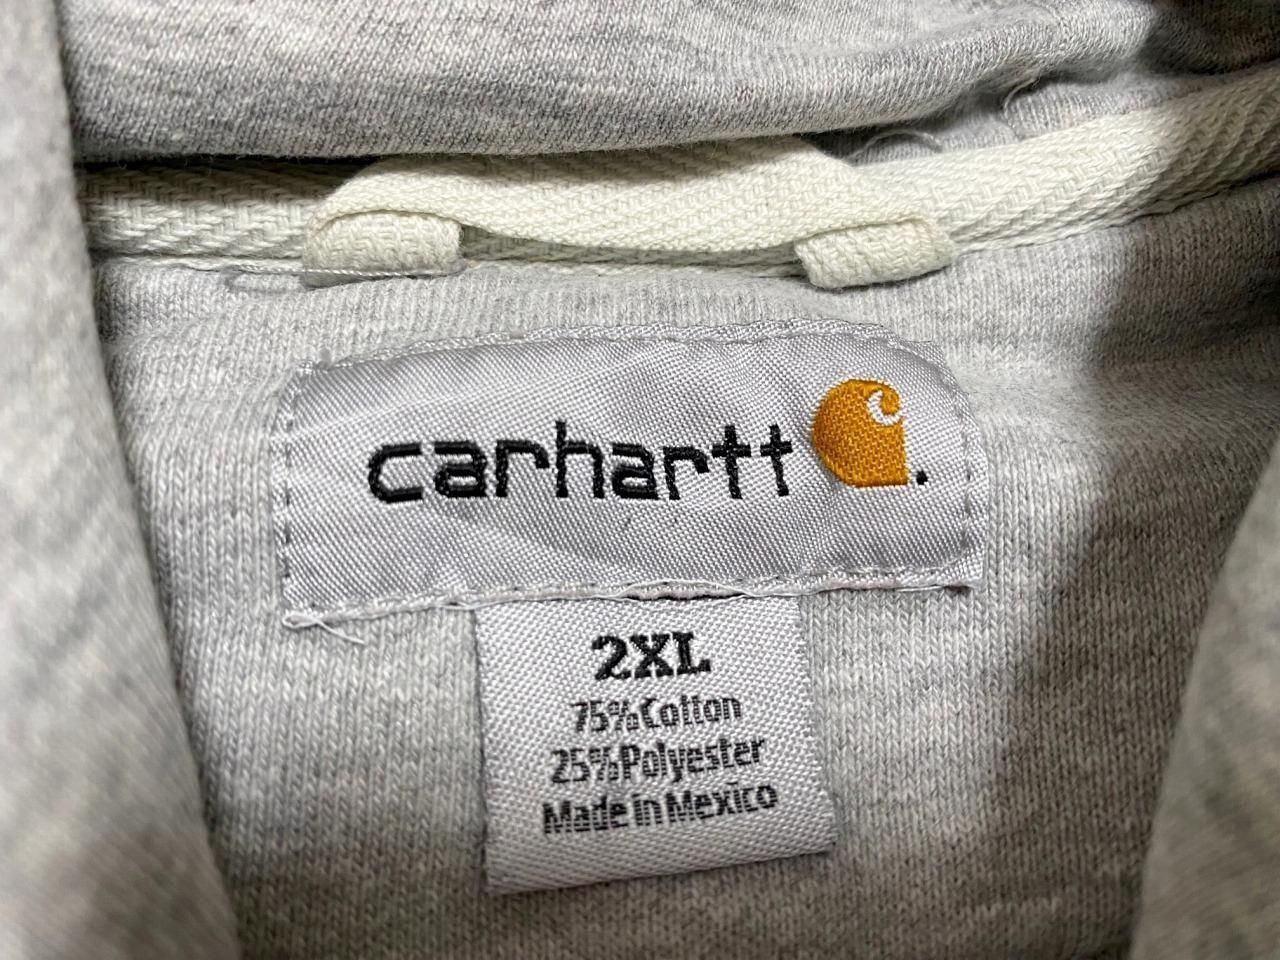 carhartt.
2XL
75%Cotton
25%Polyester
Made in Mexico